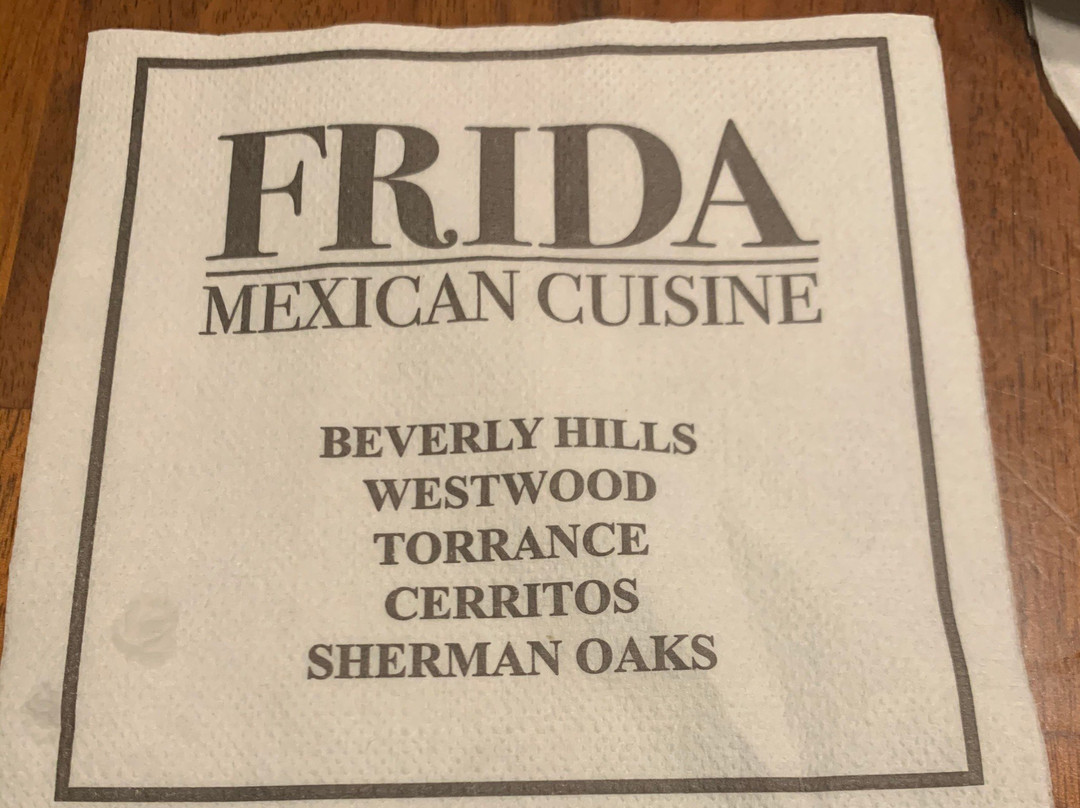 FRIDA
MEXICAN CUISINE
BEVERLY HILLS
WESTWOOD
TORRANCE
CERRITOS
SHERMAN OAKS